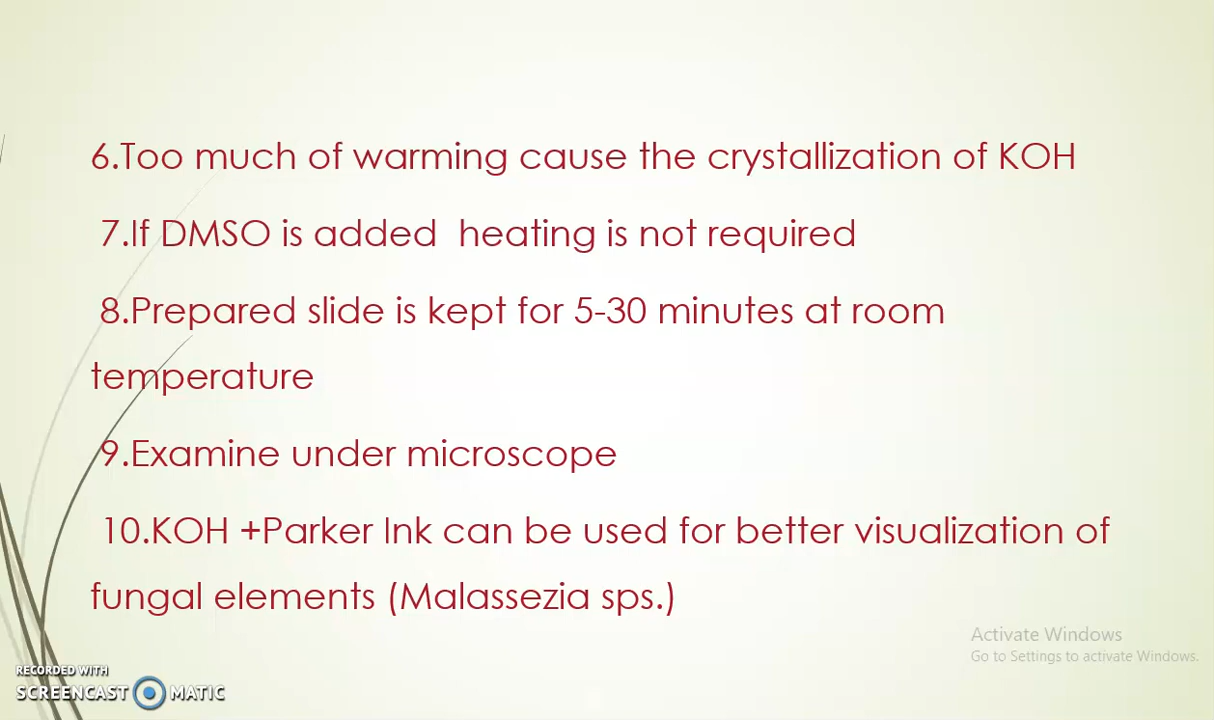 6.Too much of warming cause the crystallization of KOH
7.If DMSO is added heating is not required
8.Prepared slide is kept for 5-30 minutes at room
temperature
9.Examine under microscope
10.KOH +Parker Ink can be used for better visualization of
fungal elements (Malassezia sps.)
Activate Windows
Go to Settings to activate Windows.
RECORDED WITH
SCREENCAST MATIC